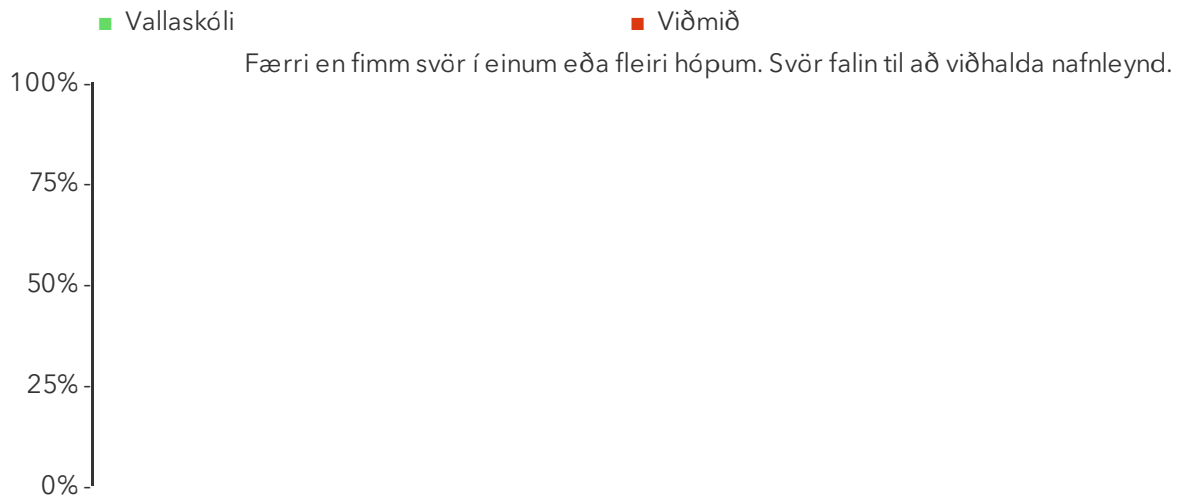 Vallaskóli Viðmið
Færri en fimm svör í einum eða fleiri hópum. Svör falin til að viðhalda nafnleynd.
100%
75%
50%
25%
0%